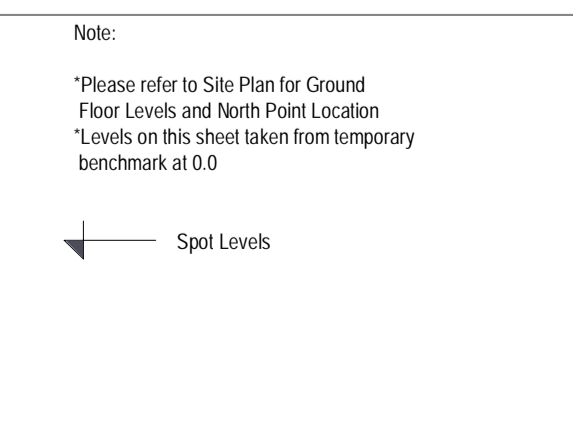 Note:
*Please refer to Site Plan for Ground
Floor Levels and North Point Location
*Levels on this sheet taken from temporary
benchmark at 0.0
Spot Levels